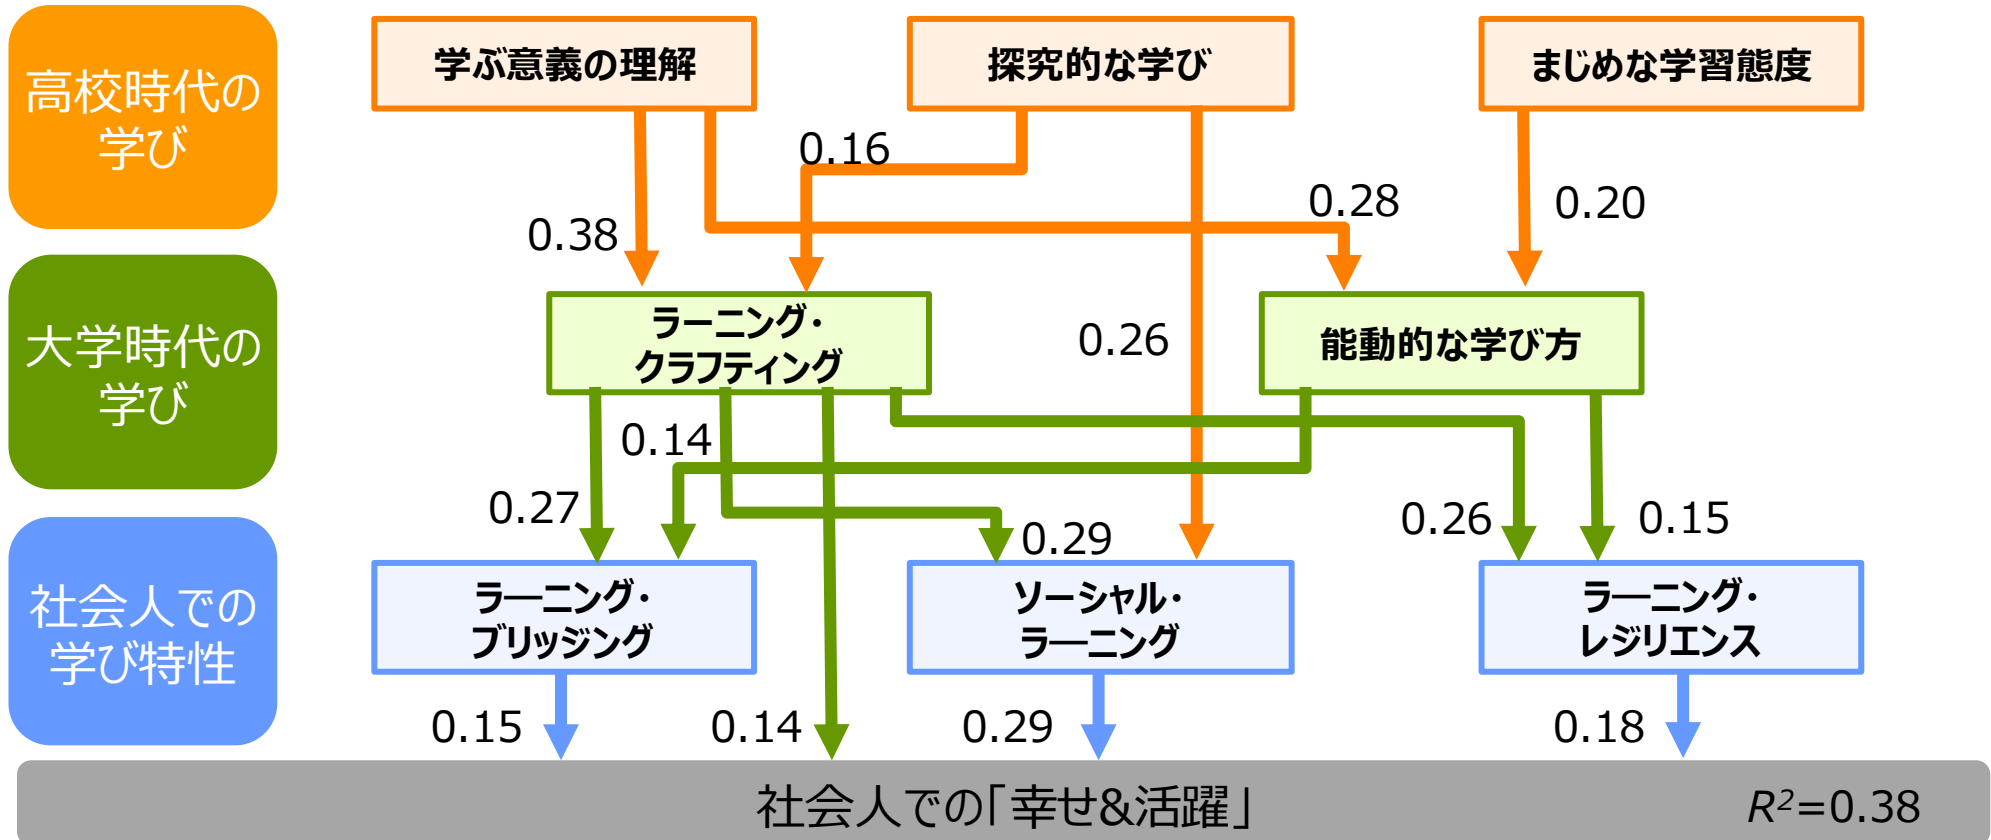 高校時代の
学び
学ぶ意義の理解
探究的な学び
まじめな学習態度
0.16
0.38
0.28
0.20
大学時代の
学び
ラーニング・
クラフティング
0.26
能動的な学び方
0.14
0.27
0.29
0.26
0.15
社会人での
学び特性
ラーニング・
ブリッジング
ソーシャル・
ラーニング
ラーニング・
レジリエンス
0.15
0.14
0.29
0.18
社会人での「幸せ&活躍」
R²=0.38